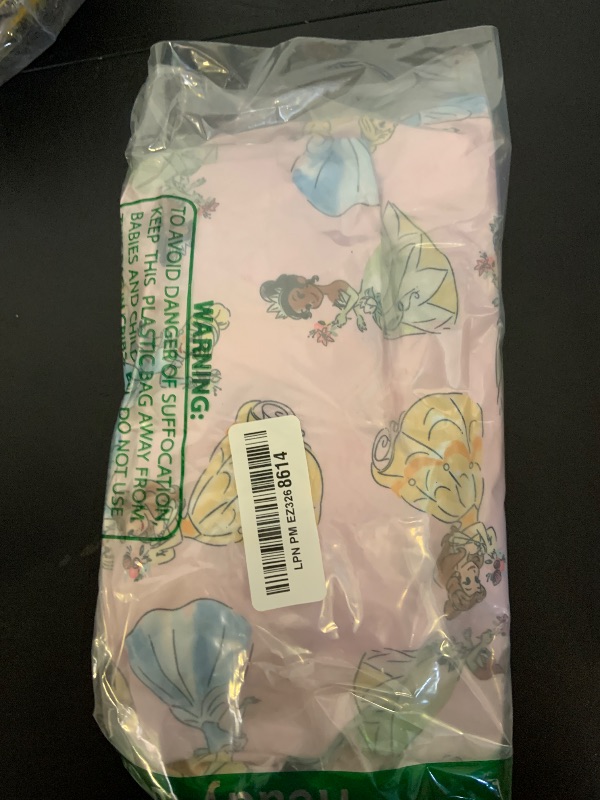 WARNING:
TO AVOID DANGER OF SUFFOCATION
KEEP THIS PLASTIC BAG AWAY FROM
BABIES AND DO NOT USE
LPN PM EZ3268614